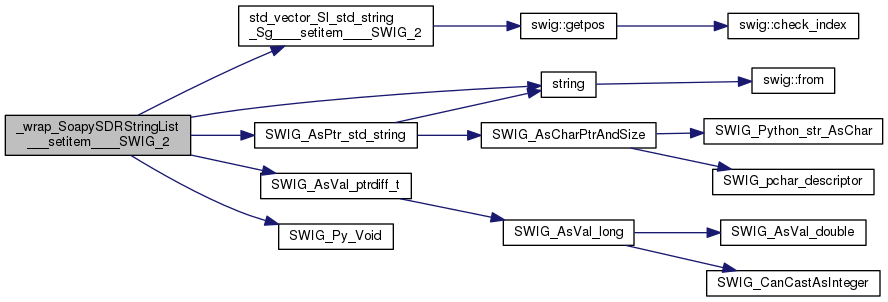 std_vector_Sl_std_string
_Sg____setitem____SWIG_2
swig::getpos
swig::check_index
string
swig::from
_wrap_SoapySDRStringList
___setitem____SWIG_2
SWIG_AsPtr_std_string
SWIG_AsCharPtrAndSize
SWIG_Python_str_AsChar
SWIG_pchar_descriptor
SWIG_AsVal_ptrdiff_t
SWIG_Py_Void
SWIG_AsVal_long
SWIG_AsVal_double
SWIG_CanCastAsInteger